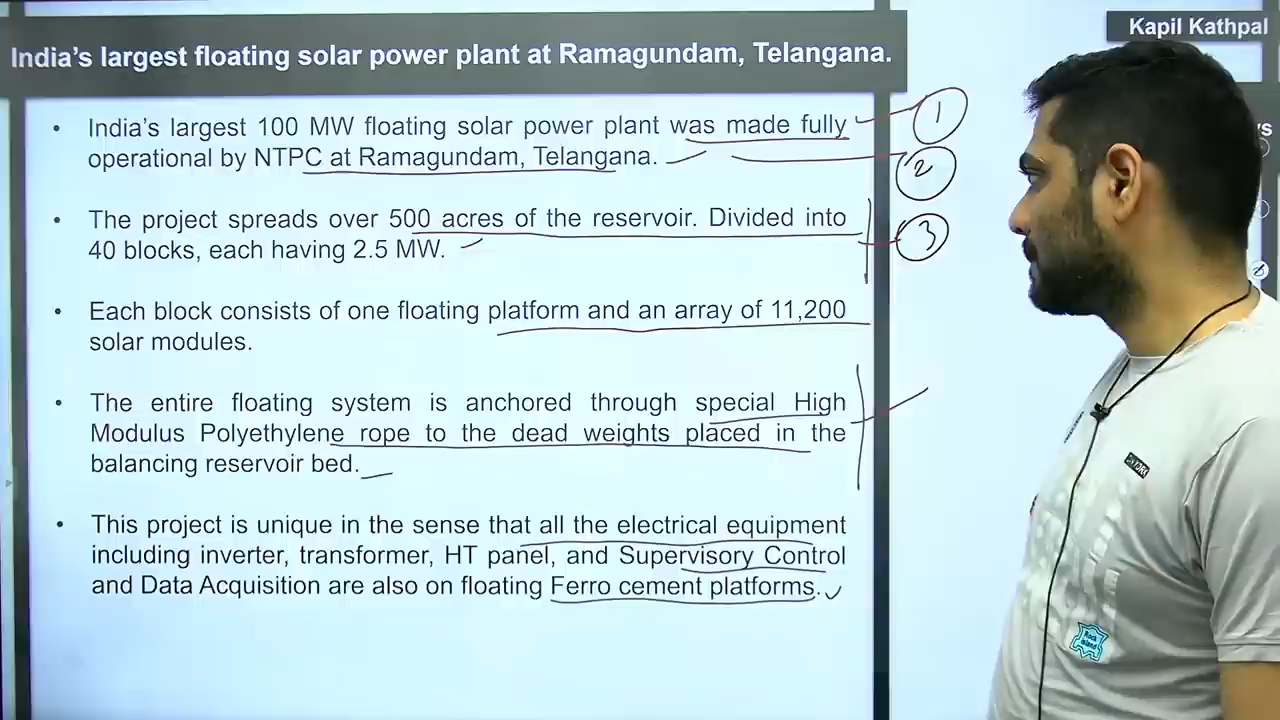 Kapil Kathpal
India's largest floating solar power plant at Ramagundam, Telangana.
• India's largest 100 MW floating solar power plant was made fully
operational by NTPC at Ramagundam, Telangana.
1
2
• The project spreads over 500 acres of the reservoir. Divided into
40 blocks, each having 2.5 MW.
3
• Each block consists of one floating platform and an array of 11,200
solar modules.
• The entire floating system is anchored through special High
Modulus Polyethylene rope to the dead weights placed in the
balancing reservoir bed.
• This project is unique in the sense that all the electrical equipment
including inverter, transformer, HT panel, and Supervisory Control
and Data Acquisition are also on floating Ferro cement platforms.
Rock
Island